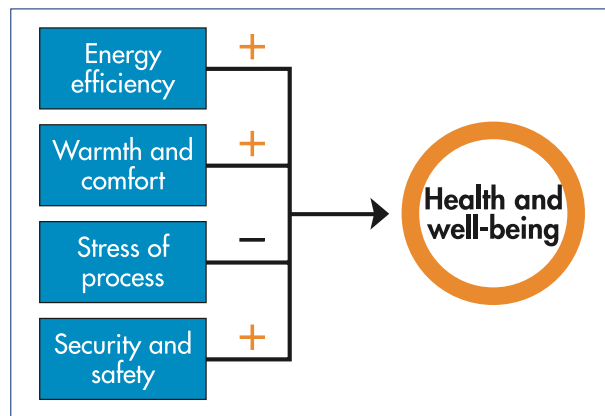 Energy
efficiency
+
Warmth and
comfort
+
Stress of
process
–
Security and
safety
+
Health and
well-being